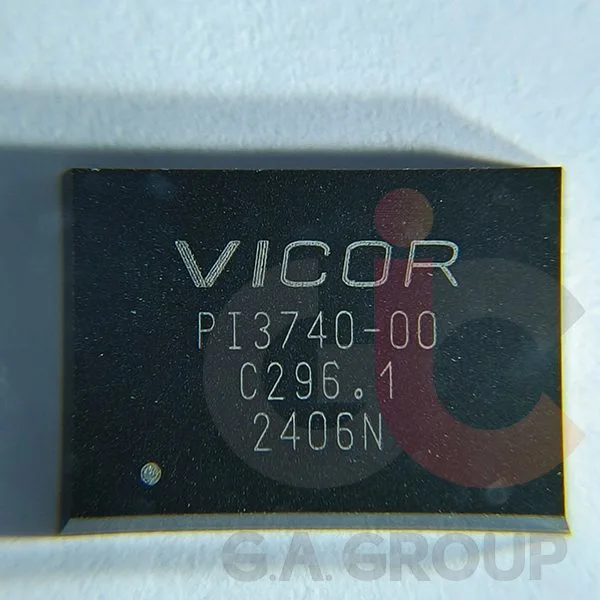 VICOR
PI3740-00
C296.1
2406N
G.A. GROUP